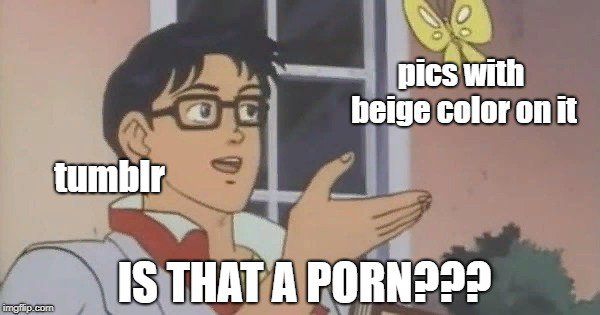 pics with
beige color on it
tumblr
IS THAT A PORN???
imgflip.com